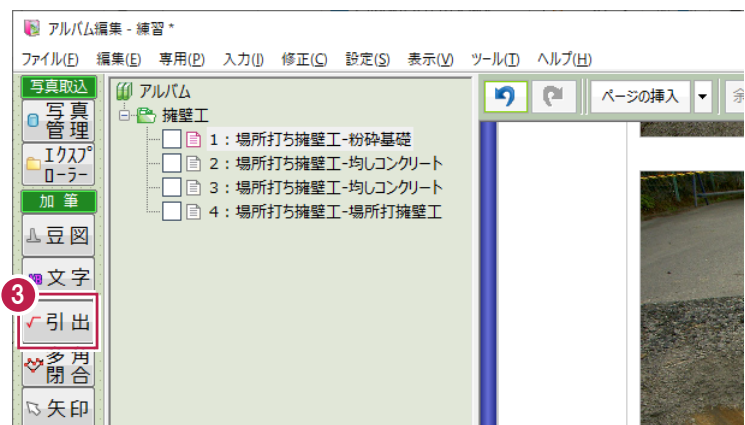 アルバム編集 - 練習 *
ファイル(F) 編集(E) 専用(P) 入力(I) 修正(C) 設定(S) 表示(V) ツール(T) ヘルプ(H)
写真取込
写真
管理
エクスプ
ローラー
加 筆
豆図
文字
3
引出
多角
閉合
矢印
アルバム
擁壁工
1：場所打ち擁壁工-粉砕基礎
2：場所打ち擁壁工-均しコンクリート
3：場所打ち擁壁工-均しコンクリート
4：場所打ち擁壁工-場所打擁壁工
ページの挿入